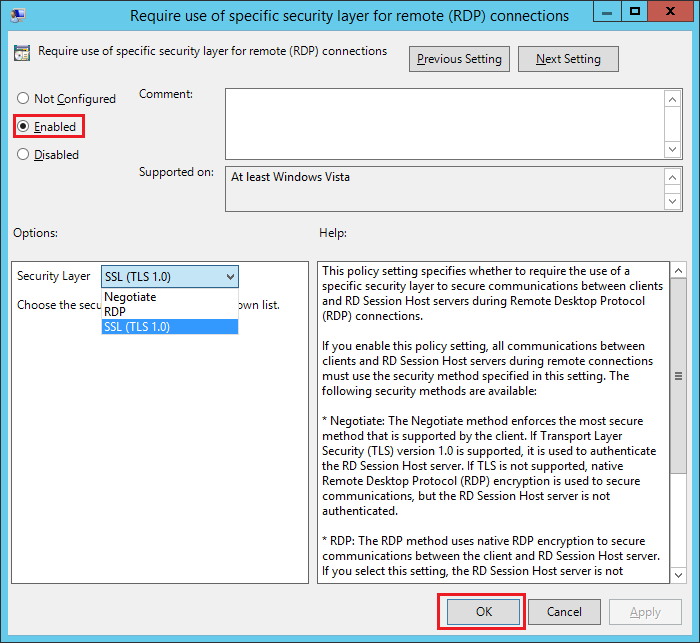 Require use of specific security layer for remote (RDP) connections
Require use of specific security layer for remote (RDP) connections
Previous Setting
Next Setting
Not Configured
Comment:
Enabled
Disabled
Supported on:
At least Windows Vista
Options:
Help:
Security Layer
SSL (TLS 1.0)
Negotiate
RDP
SSL (TLS 1.0)
Choose the secu
own list.
This policy setting specifies whether to require the use of a
specific security layer to secure communications between clients
and RD Session Host servers during Remote Desktop Protocol
(RDP) connections.
If you enable this policy setting, all communications between
clients and RD Session Host servers during remote connections
must use the security method specified in this setting. The
following security methods are available:
* Negotiate: The Negotiate method enforces the most secure
method that is supported by the client. If Transport Layer
Security (TLS) version 1.0 is supported, it is used to authenticate
the RD Session Host server. If TLS is not supported, native
Remote Desktop Protocol (RDP) encryption is used to secure
communications, but the RD Session Host server is not
authenticated.
* RDP: The RDP method uses native RDP encryption to secure
communications between the client and RD Session Host server.
If you select this setting, the RD Session Host server is not
OK
Cancel
Apply